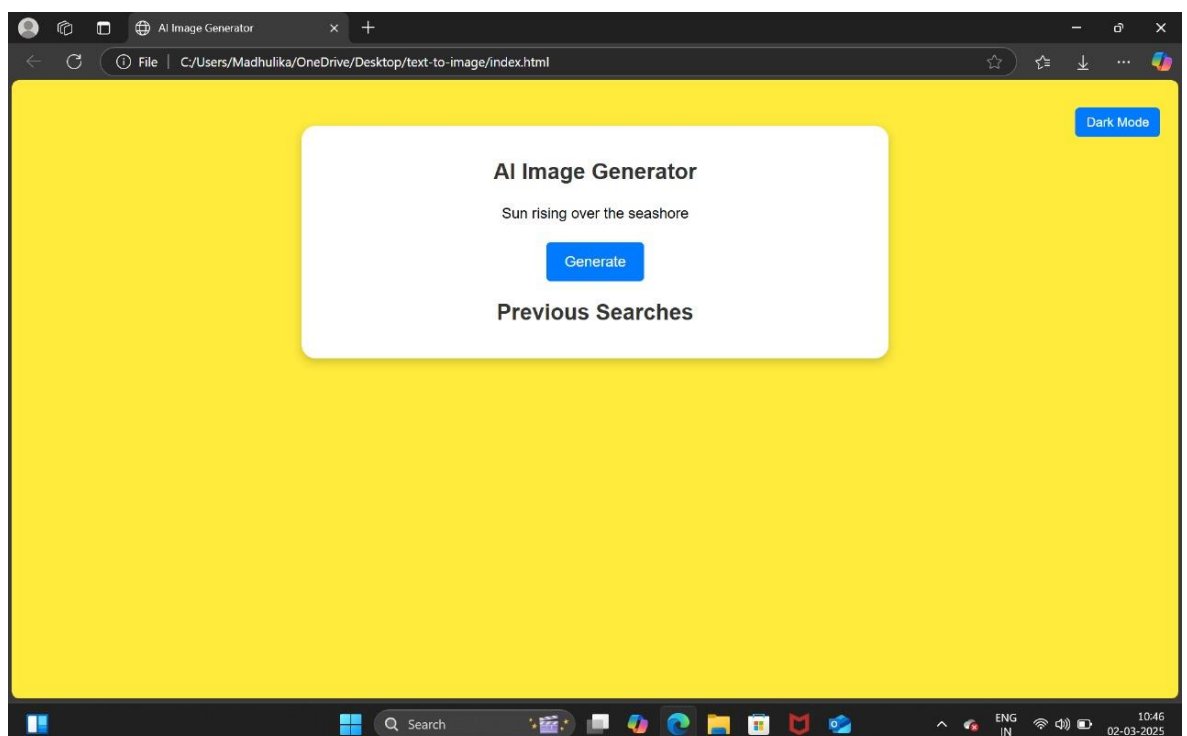 AI Image Generator
File | C:/Users/Madhulika/OneDrive/Desktop/text-to-image/index.html
Dark Mode
AI Image Generator
Sun rising over the seashore
Generate
Previous Searches
Search
ENG
IN
10:46
02-03-2025